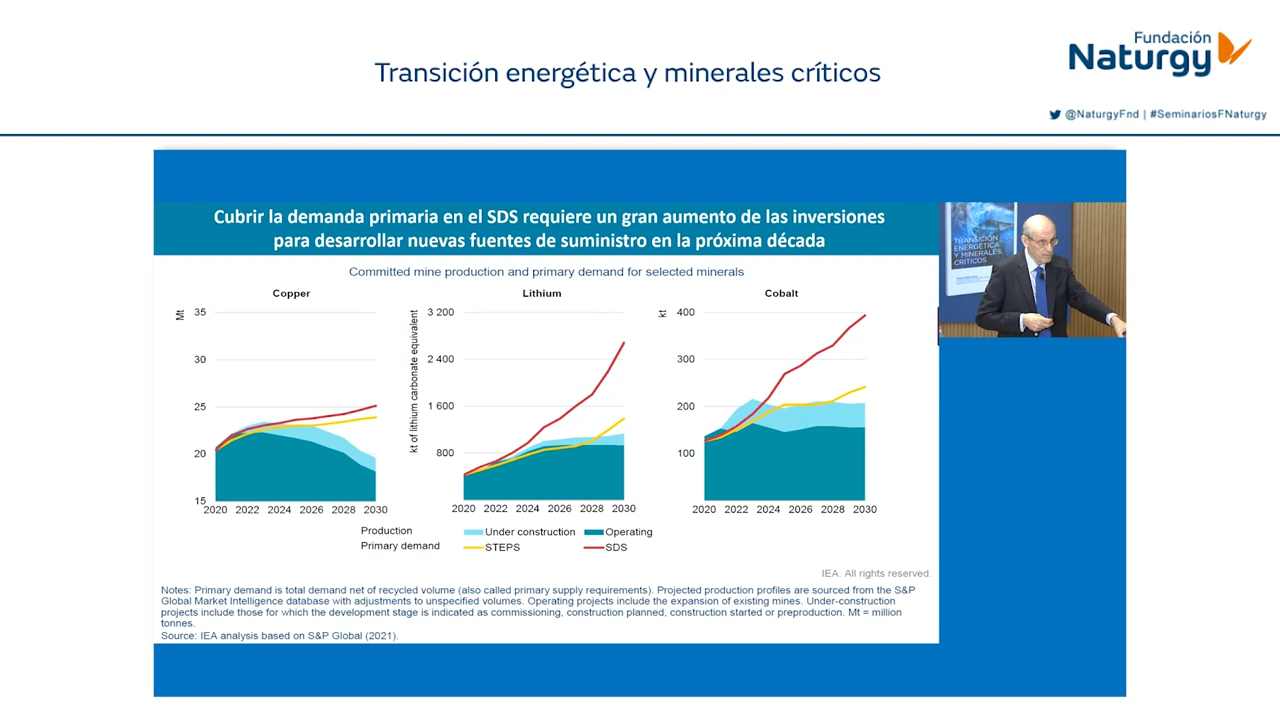 Transición energética y minerales críticos
Fundación
Naturgy
@NaturgyFnd | #SeminariosFNaturgy
Cubrir la demanda primaria en el SDS requiere un gran aumento de las inversiones
para desarrollar nuevas fuentes de suministro en la próxima década
TRANSICIÓN
ENERGÉTICA
Y MINERALES
CRÍTICOS
Committed mine production and primary demand for selected minerals
Copper
Mt
35
30
25
20
15
2020 2022 2024 2026 2028 2030
Lithium
kt of lithium carbonate equivalent
3 200
2 400
1 600
800
2020 2022 2024 2026 2028 2030
Cobalt
kt
400
300
200
100
2020 2022 2024 2026 2028 2030
Production Under construction Operating
Primary demand STEPS SDS
IEA. All rights reserved.
Notes: Primary demand is total demand net of recycled volume (also called primary supply requirements). Projected production profiles are sourced from the S&P
Global Market Intelligence database with adjustments to unspecified volumes. Operating projects include the expansion of existing mines. Under-construction
projects include those for which the development stage is indicated as commissioning, construction planned, construction started or preproduction. Mt = million
tonnes.
Source: IEA analysis based on S&P Global (2021).